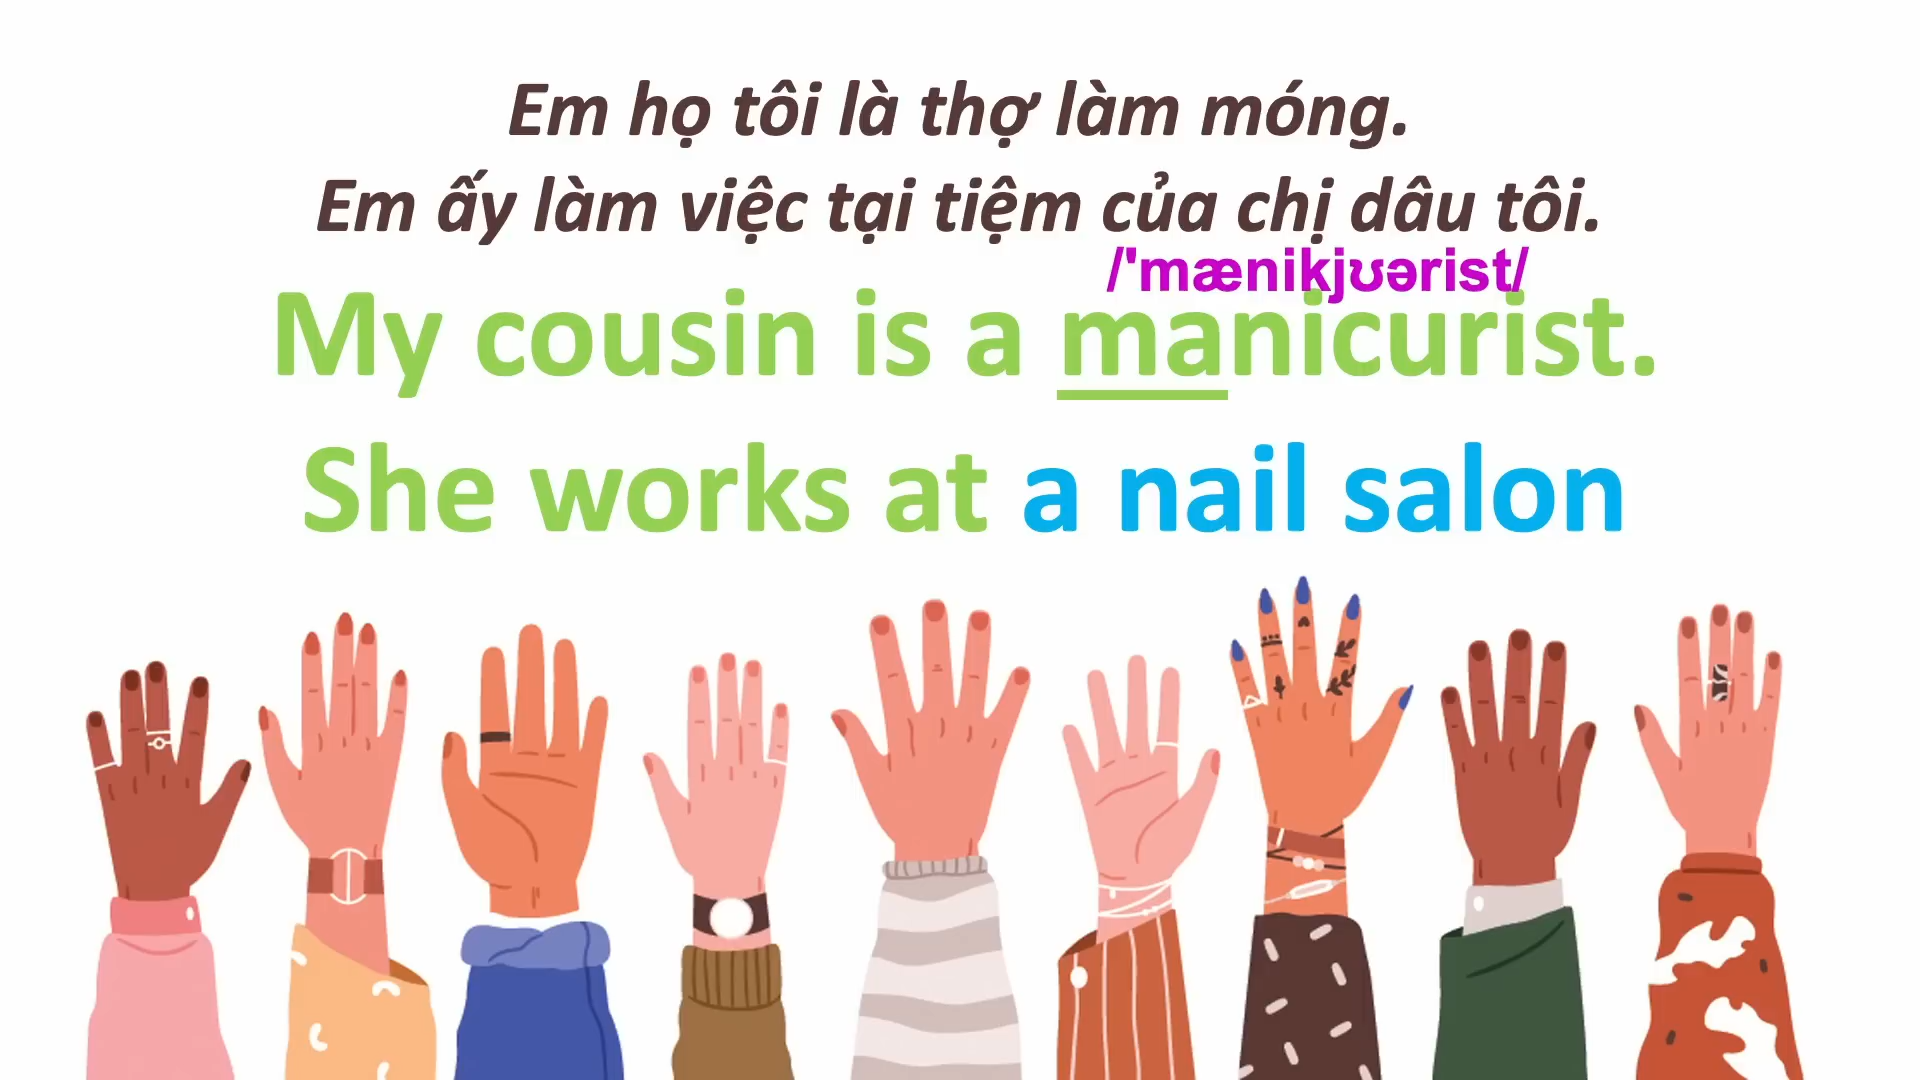 Em họ tôi là thợ làm móng.
Em ấy làm việc tại tiệm của chị dâu tôi.
/'mænikjʊərist/
My cousin is a manicurist.
She works at a nail salon